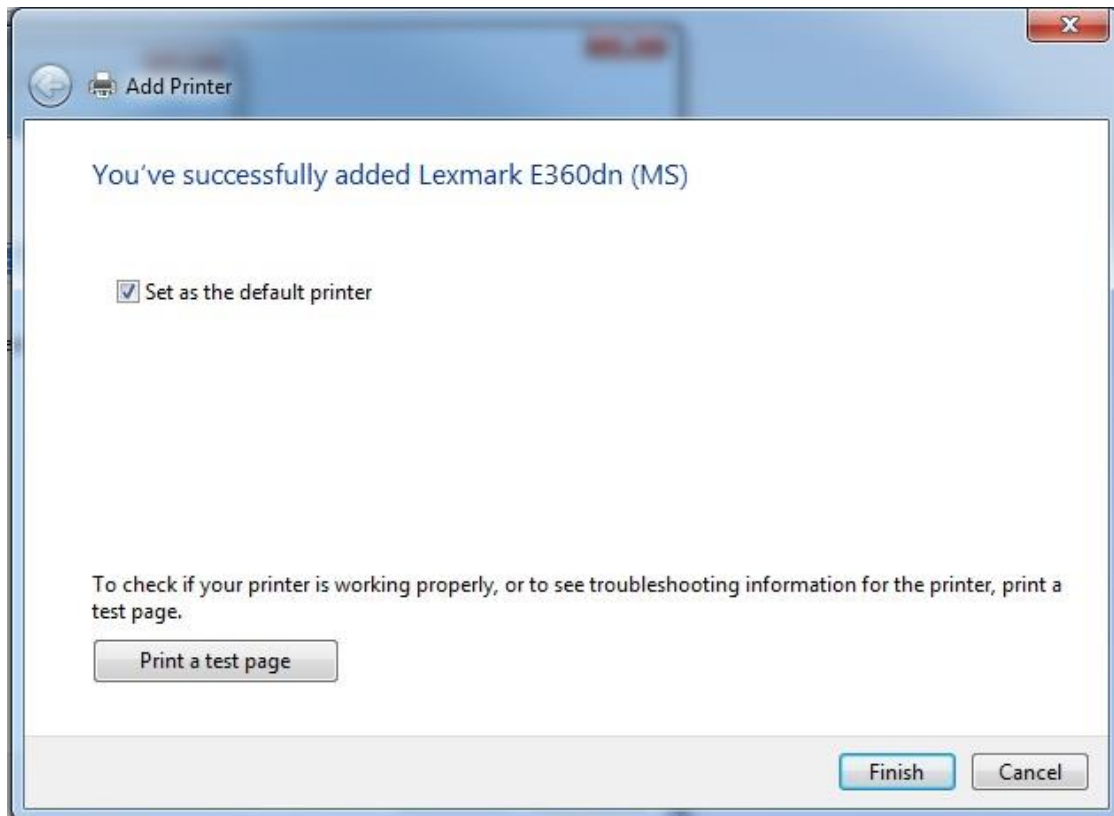 Add Printer
You've successfully added Lexmark E360dn (MS)
Set as the default printer
To check if your printer is working properly, or to see troubleshooting information for the printer, print a
test page.
Print a test page
Finish Cancel